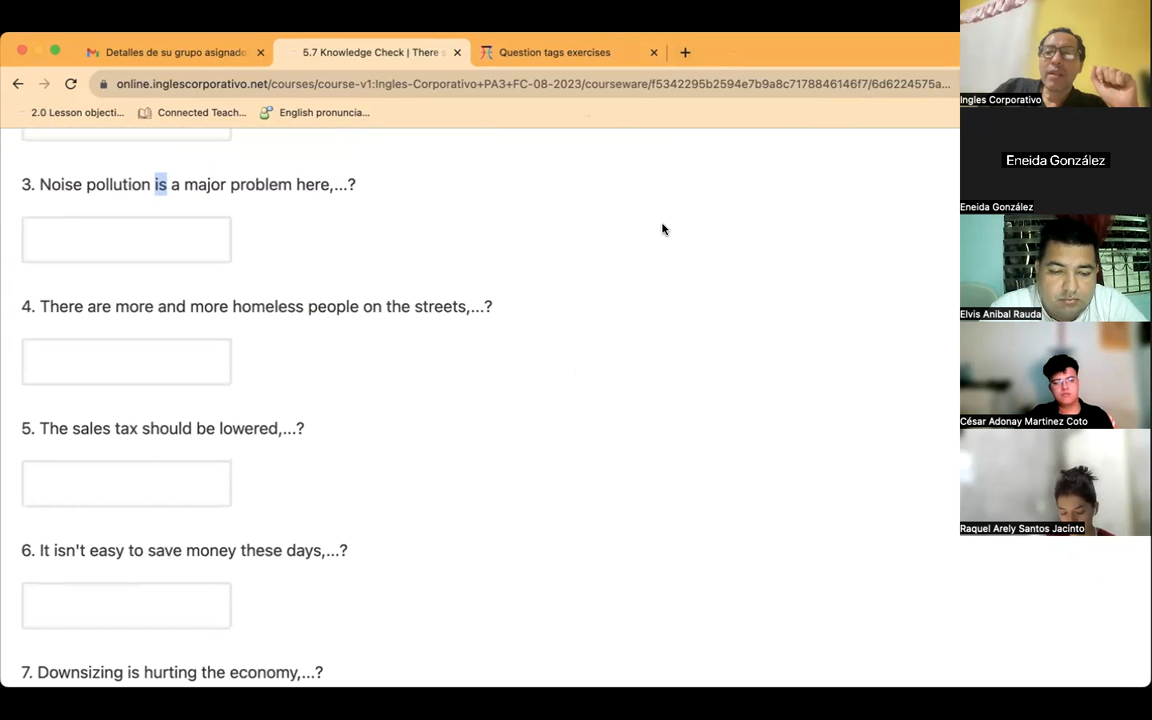 Detalles de su grupo asignado
5.7 Knowledge Check | There s
Question tags exercises
online.inglescorporativo.net/courses/course-v1:Ingles-Corporativo+PA3+FC-08-2023/courseware/f5342295b2594e7b9a8c7178846146f7/6d6224575a...
2.0 Lesson objecti...
Connected Teach...
English pronuncia...
3. Noise pollution is a major problem here,...?
4. There are more and more homeless people on the streets,...?
5. The sales tax should be lowered,...?
6. It isn't easy to save money these days,...?
7. Downsizing is hurting the economy,...?
Ingles Corporativo
Eneida González
Eneida González
Elvis Anibal Rauda
César Adonay Martinez Coto
Raquel Arely Santos Jacinto